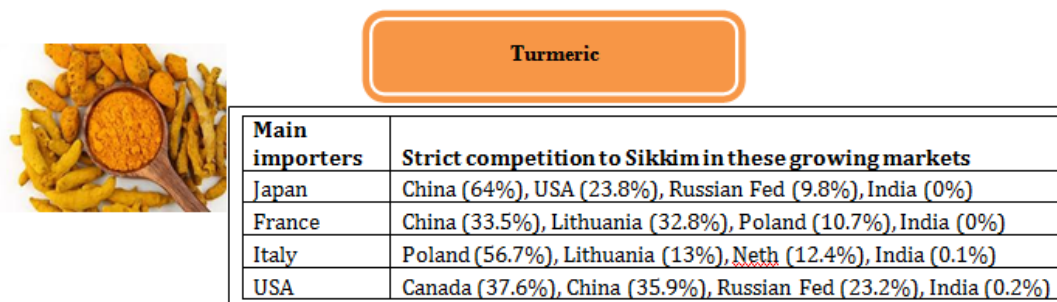 Turmeric
Main
importers
Strict competition to Sikkim in these growing markets
Japan
China (64%), USA (23.8%), Russian Fed (9.8%), India (0%)
France
China (33.5%), Lithuania (32.8%), Poland (10.7%), India (0%)
Italy
Poland (56.7%), Lithuania (13%), Neth (12.4%), India (0.1%)
USA
Canada (37.6%), China (35.9%), Russian Fed (23.2%), India (0.2%)